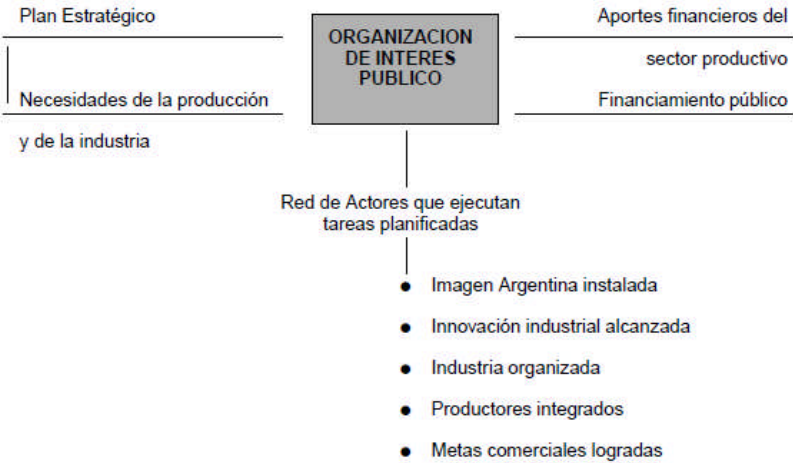 Plan Estratégico
ORGANIZACION
DE INTERES
PUBLICO
Aportes financieros del
sector productivo
Necesidades de la producción
y de la industria
Financiamiento público
Red de Actores que ejecutan
tareas planificadas
● Imagen Argentina instalada
● Innovación industrial alcanzada
● Industria organizada
● Productores integrados
● Metas comerciales logradas